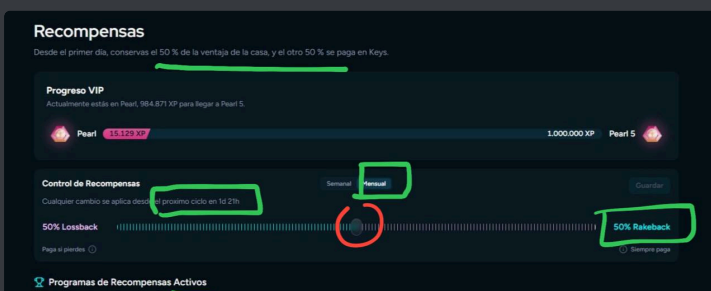 Recompensas
Desde el primer día, conservas el 50 % de la ventaja de la casa, y el otro 50 % se paga en Keys.
Progreso VIP
Actualmente estás en Pearl, 984.871 XP para llegar a Pearl 5.
Pearl 15.129 XP 1.000.000 XP Pearl 5
Control de Recompensas Semanal Mensual Guardar
Cualquier cambio se aplica desde el proximo ciclo en 1d 21h
50% Lossback 50% Rakeback
Paga si pierdes Siempre paga
Programas de Recompensas Activos